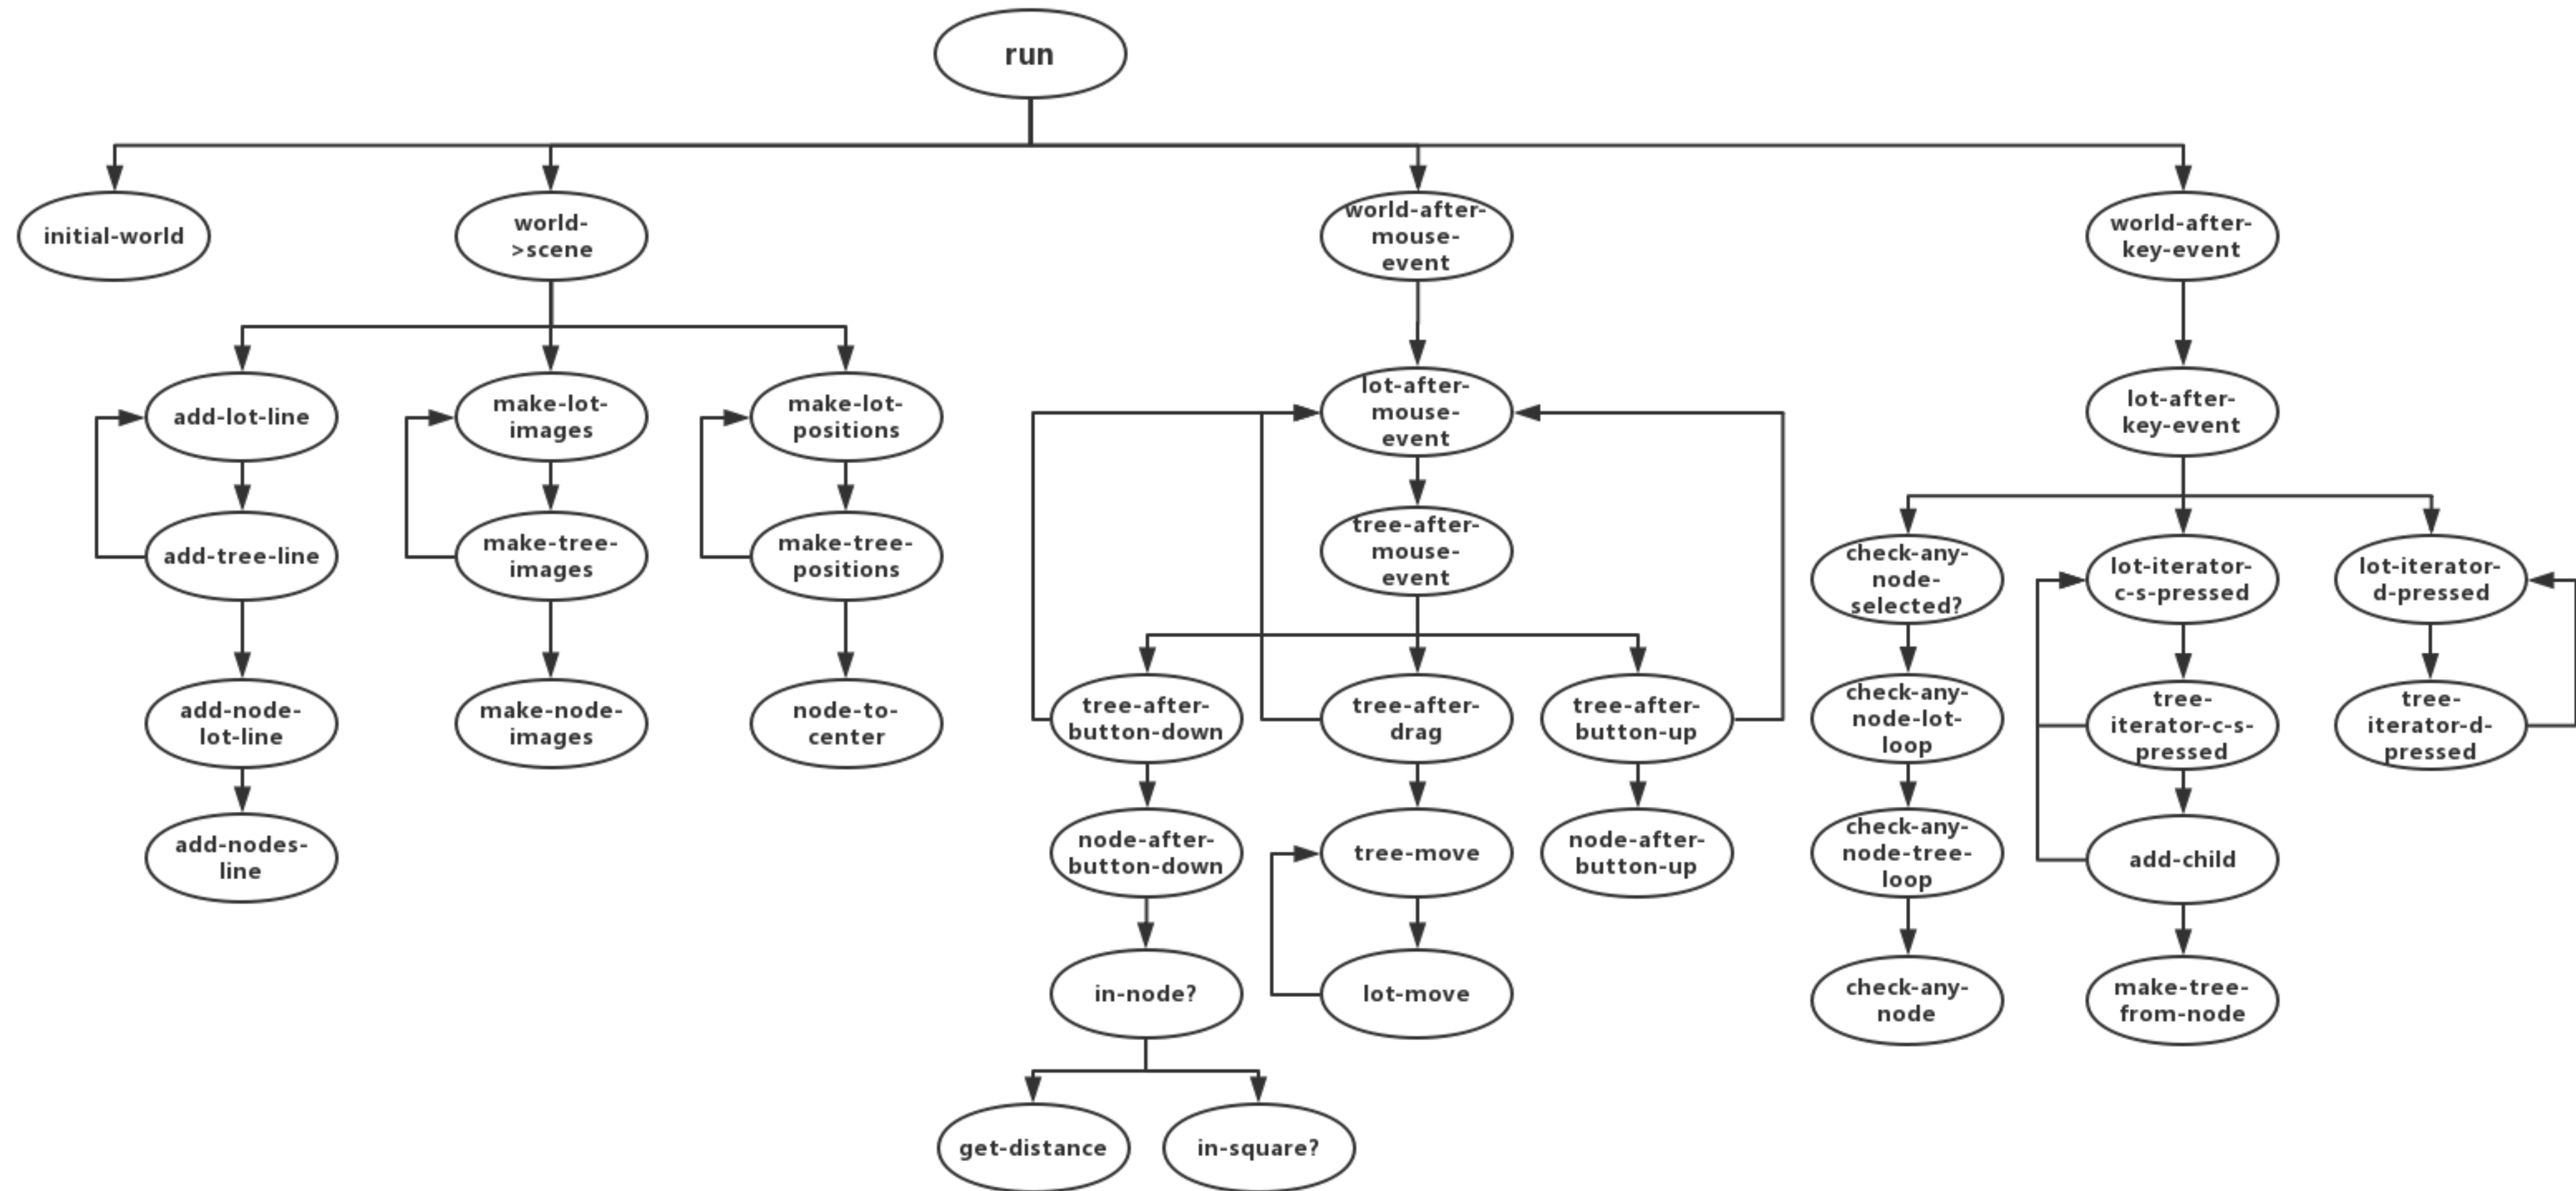 run
initial-world
world-
>scene
world-after-
mouse-
event
world-after-
key-event
add-lot-line
make-lot-
images
make-lot-
positions
lot-after-
mouse-
event
lot-after-
key-event
add-tree-line
make-tree-
images
make-tree-
positions
tree-after-
mouse-
event
check-any-
node-
selected?
lot-iterator-
c-s-pressed
lot-iterator-
d-pressed
add-node-
lot-line
make-node-
images
node-to-
center
tree-after-
button-down
tree-after-
drag
tree-after-
button-up
check-any-
node-lot-
loop
tree-
iterator-c-s-
pressed
tree-
iterator-d-
pressed
add-nodes-
line
node-after-
button-down
tree-move
node-after-
button-up
check-any-
node-tree-
loop
add-child
in-node?
lot-move
check-any-
node
make-tree-
from-node
get-distance
in-square?